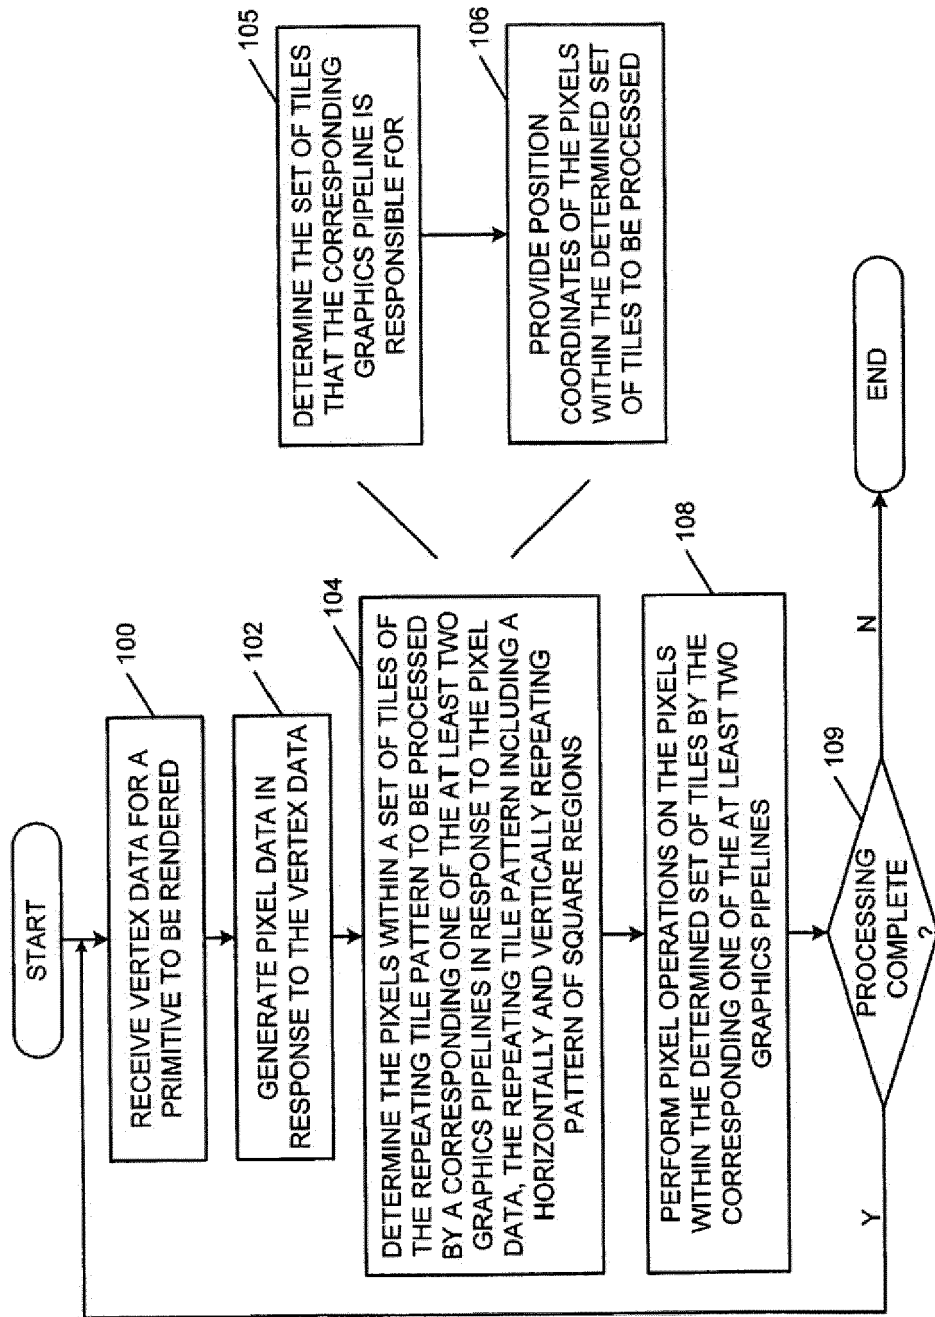 START
100
RECEIVE VERTEX DATA FOR A
PRIMITIVE TO BE RENDERED
102
GENERATE PIXEL DATA IN
RESPONSE TO THE VERTEX DATA
104
DETERMINE THE PIXELS WITHIN A SET OF TILES OF
THE REPEATING TILE PATTERN TO BE PROCESSED
BY A CORRESPONDING ONE OF THE AT LEAST TWO
GRAPHICS PIPELINES IN RESPONSE TO THE PIXEL
DATA, THE REPEATING TILE PATTERN INCLUDING A
HORIZONTALLY AND VERTICALLY REPEATING
PATTERN OF SQUARE REGIONS
105
DETERMINE THE SET OF TILES
THAT THE CORRESPONDING
GRAPHICS PIPELINE IS
RESPONSIBLE FOR
106
PROVIDE POSITION
COORDINATES OF THE PIXELS
WITHIN THE DETERMINED SET
OF TILES TO BE PROCESSED
108
PERFORM PIXEL OPERATIONS ON THE PIXELS
WITHIN THE DETERMINED SET OF TILES BY THE
CORRESPONDING ONE OF THE AT LEAST TWO
GRAPHICS PIPELINES
109
PROCESSING
COMPLETE
?
Y
N
END